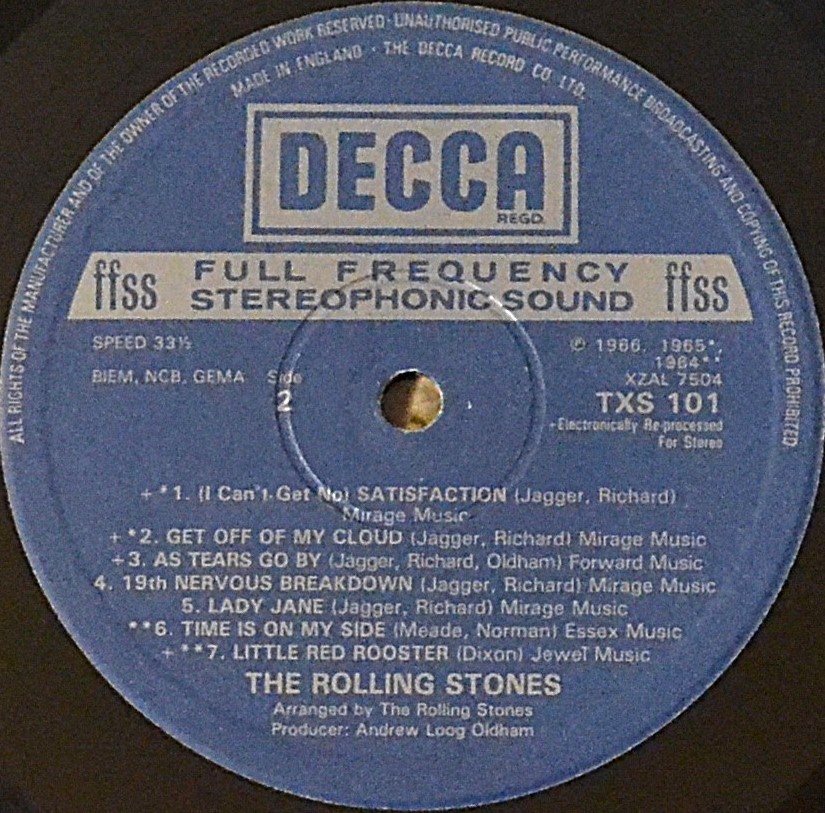 ALL RIGHTS OF THE MANUFACTURER AND OF THE OWNER OF THE RECORDED WORK RESERVED · UNAUTHORISED PUBLIC PERFORMANCE BROADCASTING AND COPYING OF THIS RECORD PROHIBITED
MADE IN ENGLAND · THE DECCA RECORD CO. LTD.
DECCA
REGD.
ffss FULL FREQUENCY ffss
STEREOPHONIC SOUND
SPEED 33⅓
℗ 1966, 1965*,
1964**
BIEM, NCB, GEMA Side
XZAL 7504
2
TXS 101
+Electronically Re-processed
For Stereo
+*1. (I Can't Get No) SATISFACTION (Jagger, Richard)
Mirage Music
+*2. GET OFF OF MY CLOUD (Jagger, Richard) Mirage Music
+3. AS TEARS GO BY (Jagger, Richard, Oldham) Forward Music
4. 19th NERVOUS BREAKDOWN (Jagger, Richard) Mirage Music
5. LADY JANE (Jagger, Richard) Mirage Music
**6. TIME IS ON MY SIDE (Meade, Norman) Essex Music
+**7. LITTLE RED ROOSTER (Dixon) Jewel Music
THE ROLLING STONES
Arranged by The Rolling Stones
Producer: Andrew Loog Oldham